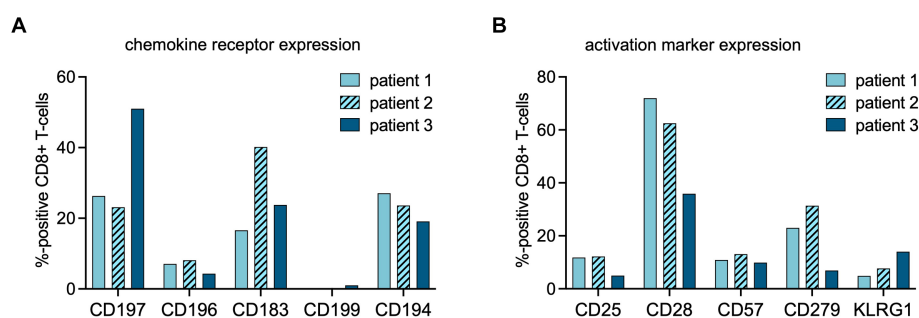 A
chemokine receptor expression
%-positive CD8+ T-cells
60
40
20
0
patient 1
patient 2
patient 3
CD197 CD196 CD183 CD199 CD194
B
activation marker expression
%-positive CD8+ T-cells
80
60
40
20
0
patient 1
patient 2
patient 3
CD25 CD28 CD57 CD279 KLRG1